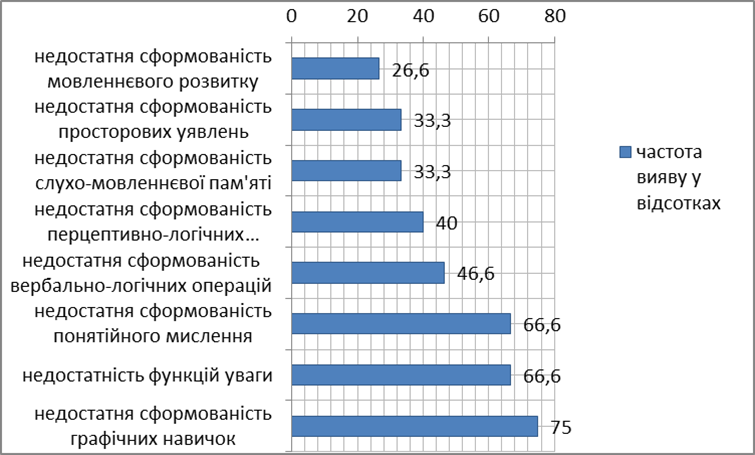 0 20 40 60 80
недостатня сформованість
мовленнєвого розвитку
26,6
недостатня сформованість
просторових уявлень
33,3
недостатня сформованість
слухо-мовленнєвої пам'яті
33,3
недостатня сформованість
перцептивно-логічних...
40
недостатня сформованість
вербально-логічних операцій
46,6
недостатня сформованість
понятійного мислення
66,6
недостатність функцій уваги
66,6
недостатня сформованість
графічних навичок
75
частота
вияву у
відсотках